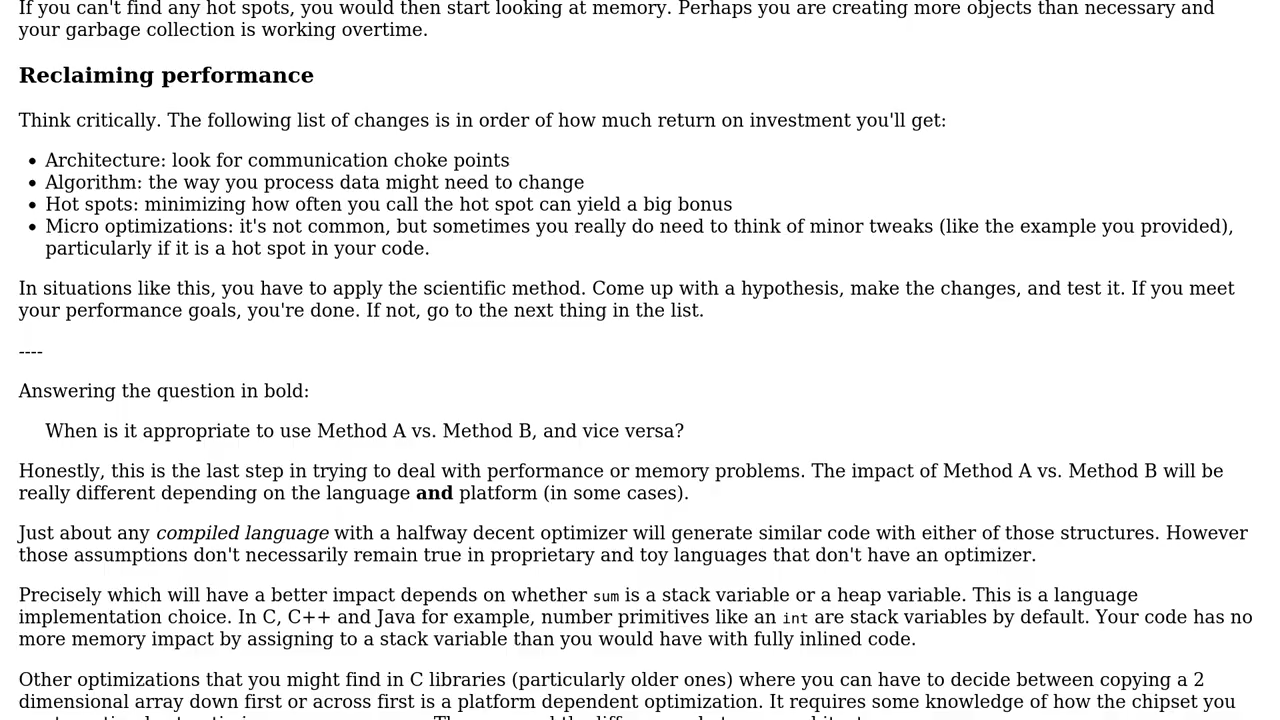 If you can't find any hot spots, you would then start looking at memory. Perhaps you are creating more objects than necessary and
your garbage collection is working overtime.
Reclaiming performance
Think critically. The following list of changes is in order of how much return on investment you'll get:
• Architecture: look for communication choke points
• Algorithm: the way you process data might need to change
• Hot spots: minimizing how often you call the hot spot can yield a big bonus
• Micro optimizations: it's not common, but sometimes you really do need to think of minor tweaks (like the example you provided),
particularly if it is a hot spot in your code.
In situations like this, you have to apply the scientific method. Come up with a hypothesis, make the changes, and test it. If you meet
your performance goals, you're done. If not, go to the next thing in the list.
----
Answering the question in bold:
When is it appropriate to use Method A vs. Method B, and vice versa?
Honestly, this is the last step in trying to deal with performance or memory problems. The impact of Method A vs. Method B will be
really different depending on the language and platform (in some cases).
Just about any compiled language with a halfway decent optimizer will generate similar code with either of those structures. However
those assumptions don't necessarily remain true in proprietary and toy languages that don't have an optimizer.
Precisely which will have a better impact depends on whether sum is a stack variable or a heap variable. This is a language
implementation choice. In C, C++ and Java for example, number primitives like an int are stack variables by default. Your code has no
more memory impact by assigning to a stack variable than you would have with fully inlined code.
Other optimizations that you might find in C libraries (particularly older ones) where you can have to decide between copying a 2
dimensional array down first or across first is a platform dependent optimization. It requires some knowledge of how the chipset you